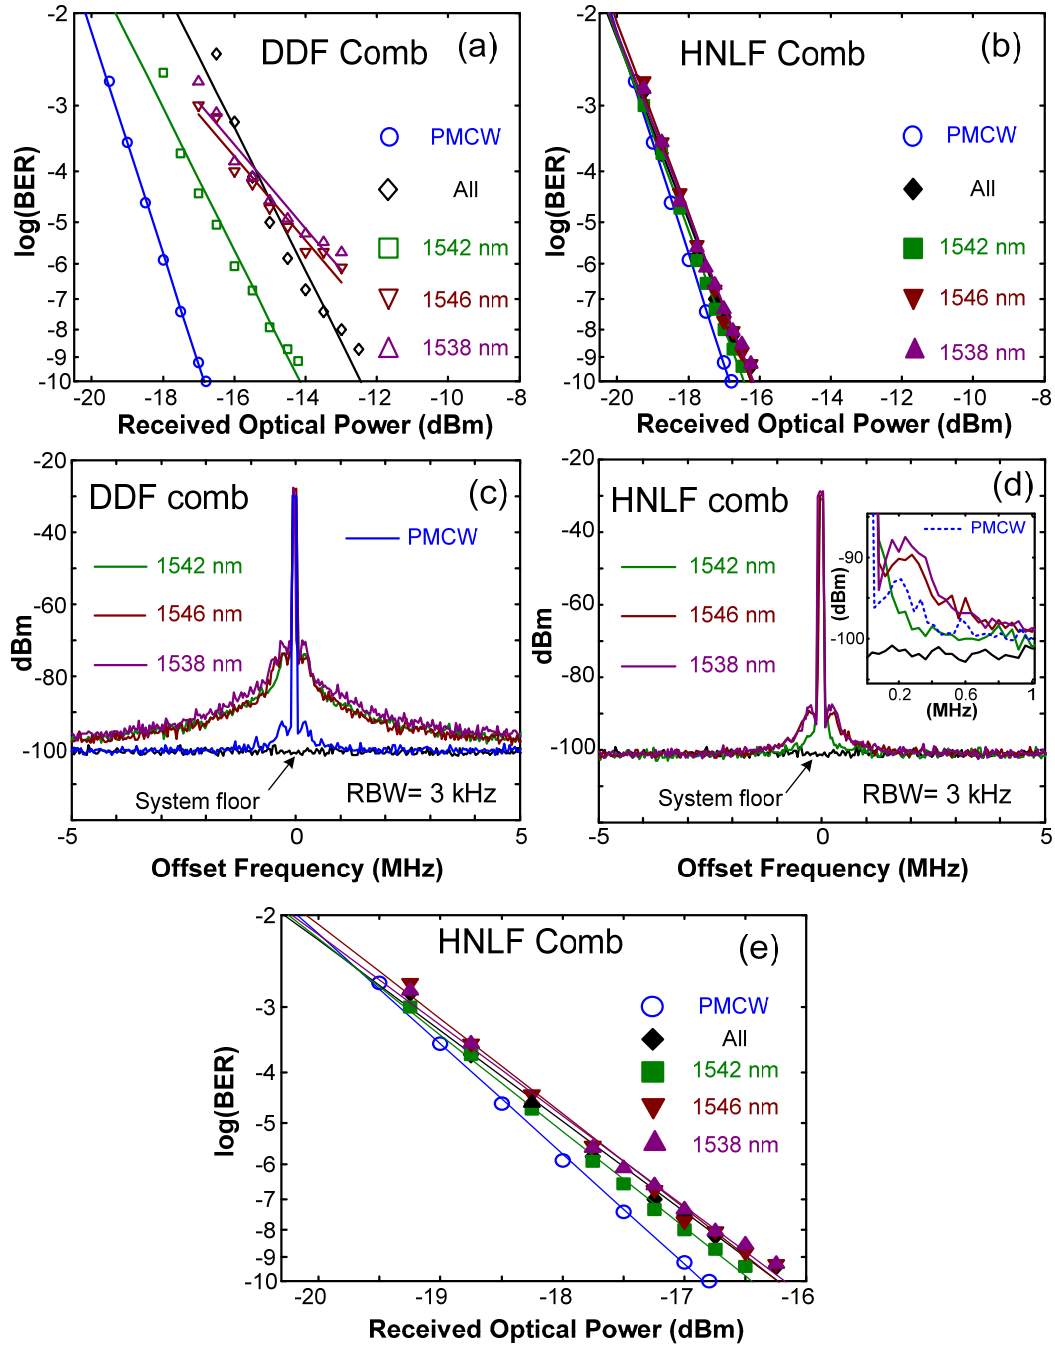 (a)
DDF Comb
-2
-3
-4
-5
-6
-7
-8
-9
-10
log(BER)
PMCW
All
1542 nm
1546 nm
1538 nm
-20
-18
-16
-14
-12
-10
-8
Received Optical Power (dBm)
(b)
HNLF Comb
-2
-3
-4
-5
-6
-7
-8
-9
-10
log(BER)
PMCW
All
1542 nm
1546 nm
1538 nm
-20
-18
-16
-14
-12
-10
-8
Received Optical Power (dBm)
(c)
DDF comb
-20
-40
-60
-80
-100
dBm
PMCW
1542 nm
1546 nm
1538 nm
System floor
RBW= 3 kHz
-5
0
5
Offset Frequency (MHz)
(d)
HNLF comb
-20
-40
-60
-80
-100
dBm
1542 nm
1546 nm
1538 nm
PMCW
-90
-100
(dBm)
0.2
0.6
1
(MHz)
System floor
RBW= 3 kHz
-5
0
5
Offset Frequency (MHz)
(e)
HNLF Comb
-2
-3
-4
-5
-6
-7
-8
-9
-10
log(BER)
PMCW
All
1542 nm
1546 nm
1538 nm
-20
-19
-18
-17
-16
Received Optical Power (dBm)